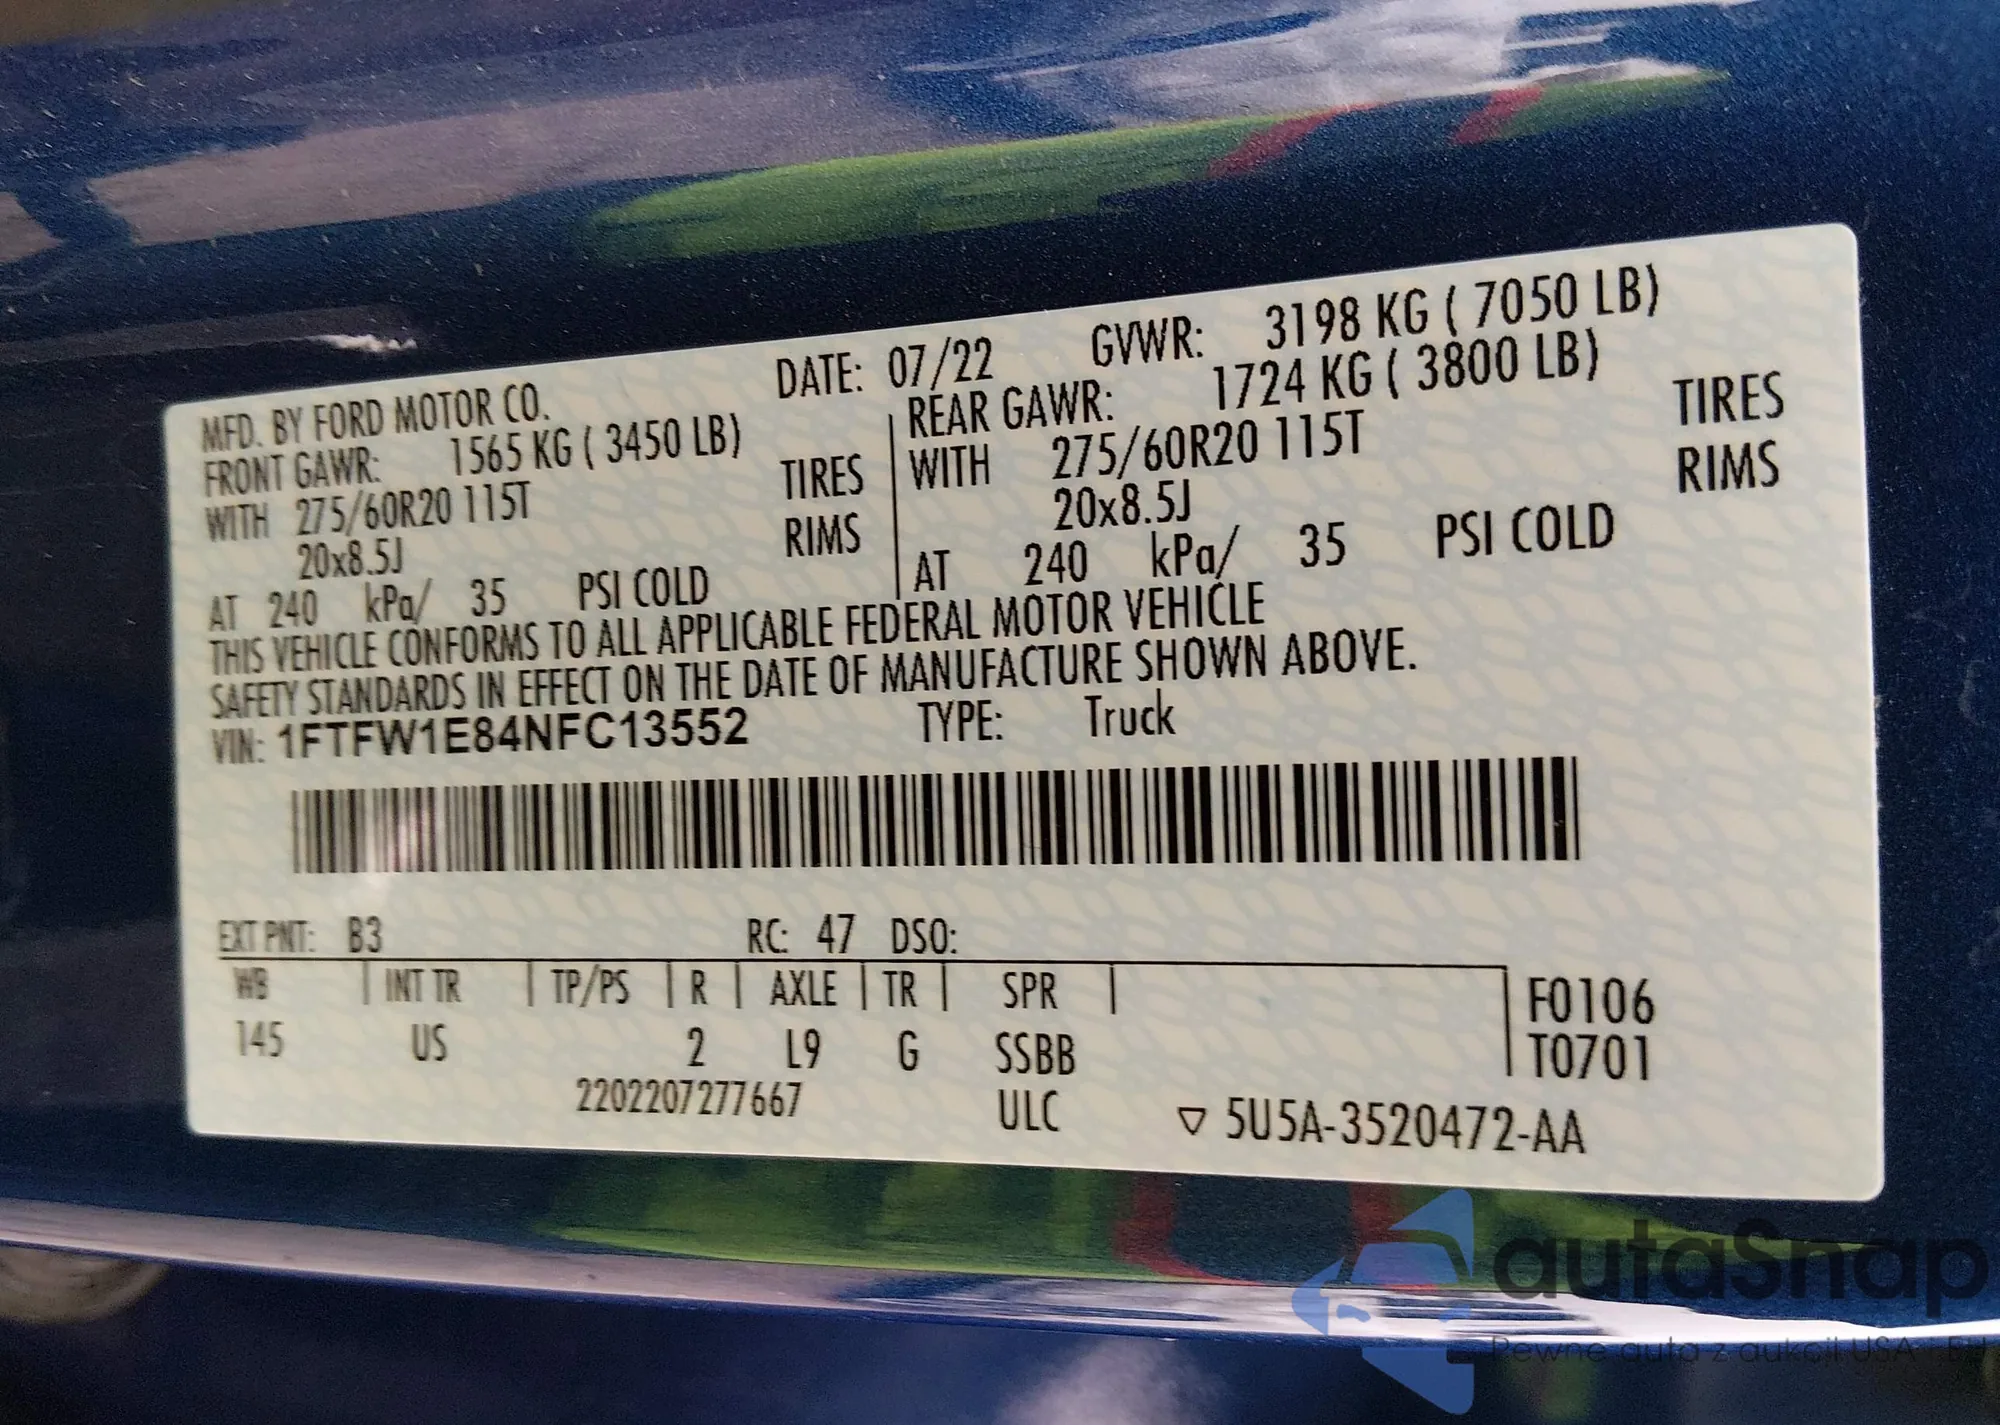 MFD. BY FORD MOTOR CO. DATE: 07/22 GVWR: 3198 KG ( 7050 LB)
FRONT GAWR: 1565 KG ( 3450 LB) REAR GAWR: 1724 KG ( 3800 LB)
WITH 275/60R20 115T TIRES WITH 275/60R20 115T TIRES
20x8.5J RIMS 20x8.5J RIMS
AT 240 kPa/ 35 PSI COLD AT 240 kPa/ 35 PSI COLD
THIS VEHICLE CONFORMS TO ALL APPLICABLE FEDERAL MOTOR VEHICLE
SAFETY STANDARDS IN EFFECT ON THE DATE OF MANUFACTURE SHOWN ABOVE.
VIN: 1FTFW1E84NFC13552 TYPE: Truck
EXT PNT: B3 RC: 47 DSO:
WB INT TR TP/PS R AXLE TR SPR F0106
145 US 2 L9 G SSBB T0701
2202207277667 ULC ▽ 5U5A-3520472-AA
autaSnap
Pewne auta z aukcji USA EU